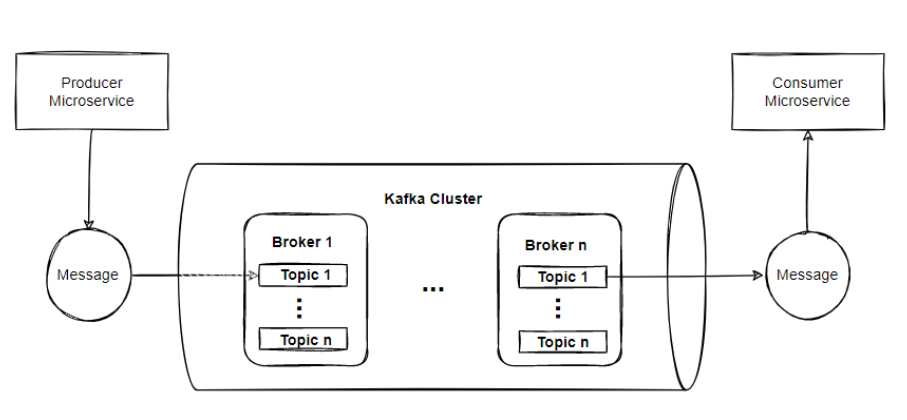 Producer
Microservice
Consumer
Microservice
Kafka Cluster
Broker 1
Broker n
Message
Topic 1
...
Topic 1
Message
Topic n
Topic n